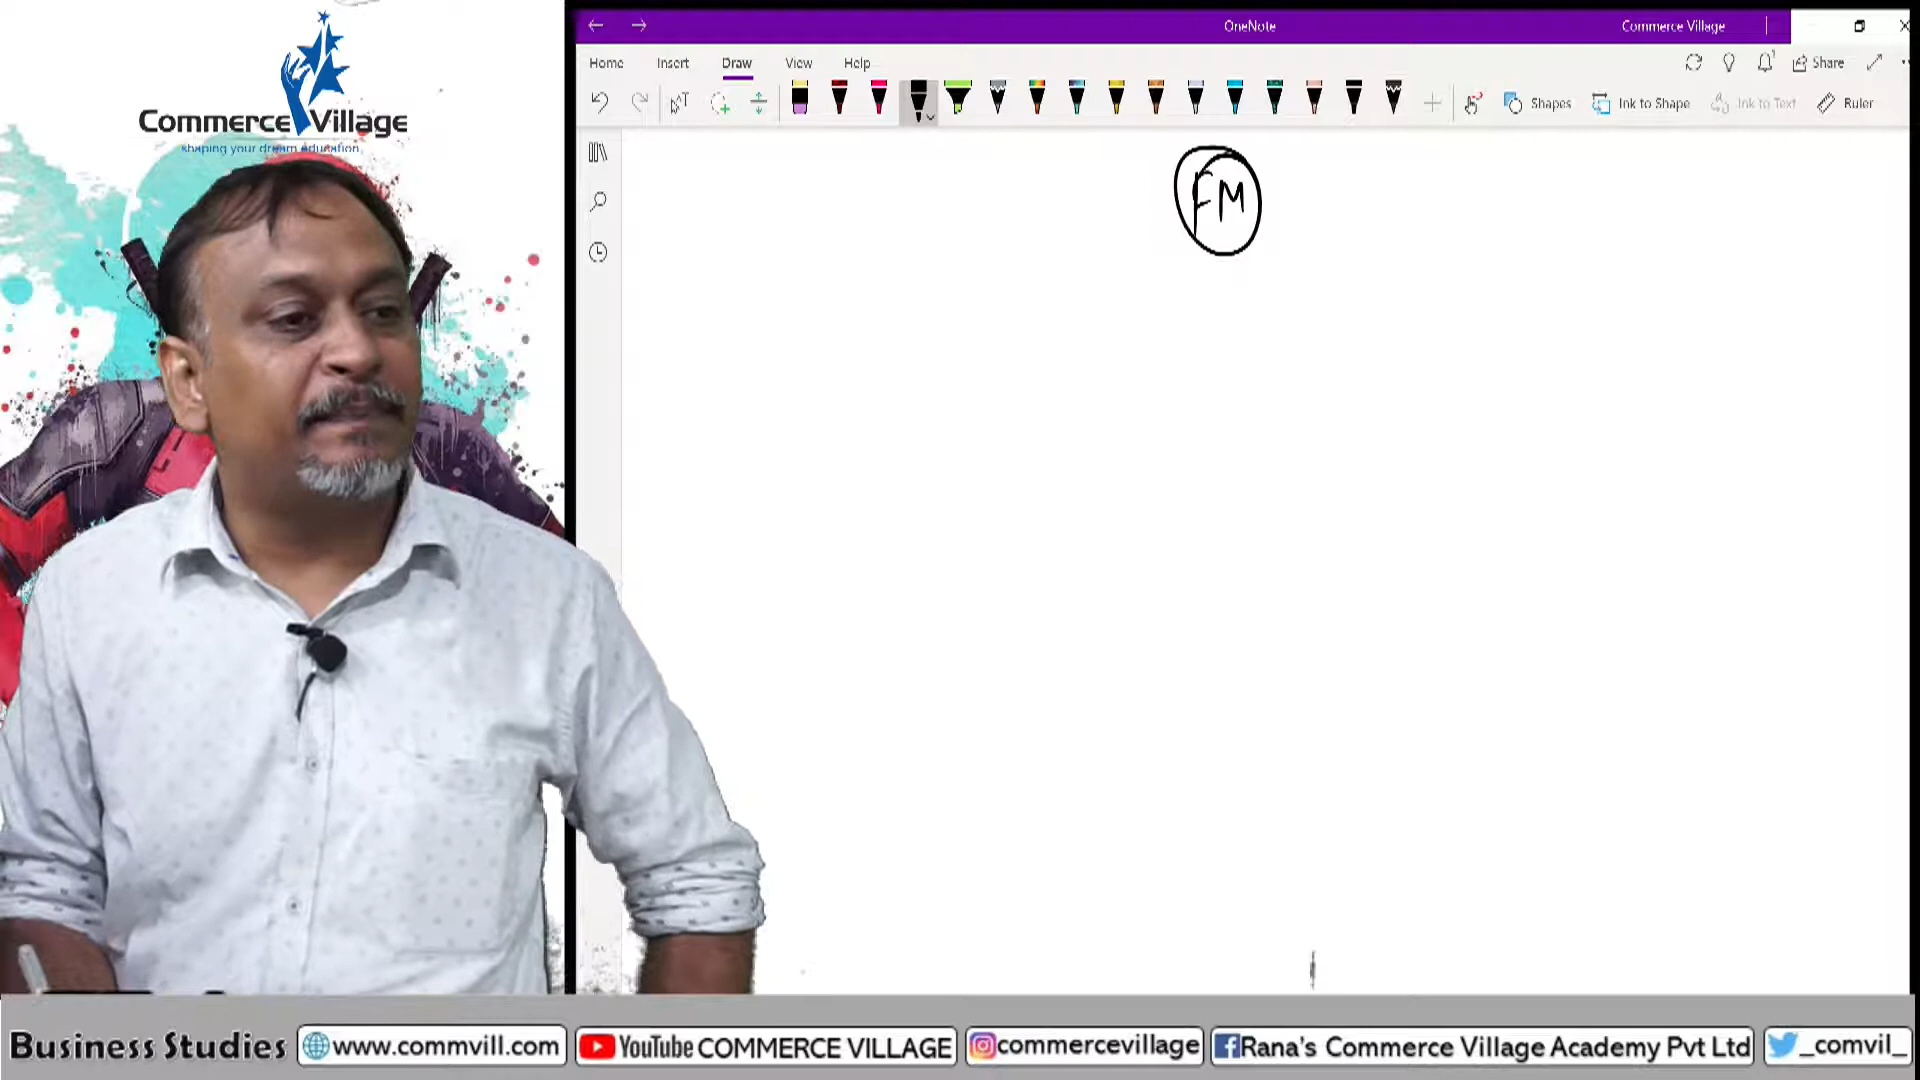 Commerce Village
shaping your dream education
OneNote
Commerce Village
Home Insert Draw View Help
Share
Shapes Ink to Shape Ink to Text Ruler
FM
Business Studies
www.commvill.com
YouTube COMMERCE VILLAGE
commercevillage
Rana's Commerce Village Academy Pvt Ltd
_comvil_